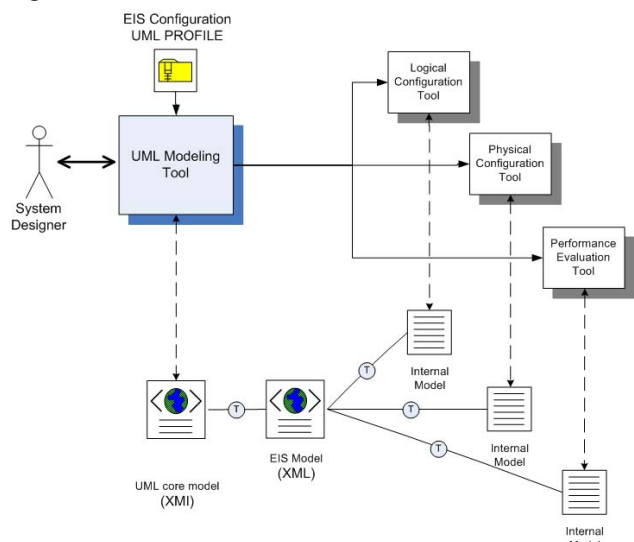 EIS Configuration
UML PROFILE
Logical
Configuration
Tool
UML Modeling
Tool
Physical
Configuration
Tool
System
Designer
Performance
Evaluation
Tool
T
Internal
Model
T
T
T
Internal
Model
EIS Model
(XML)
UML core model
(XMI)
Internal